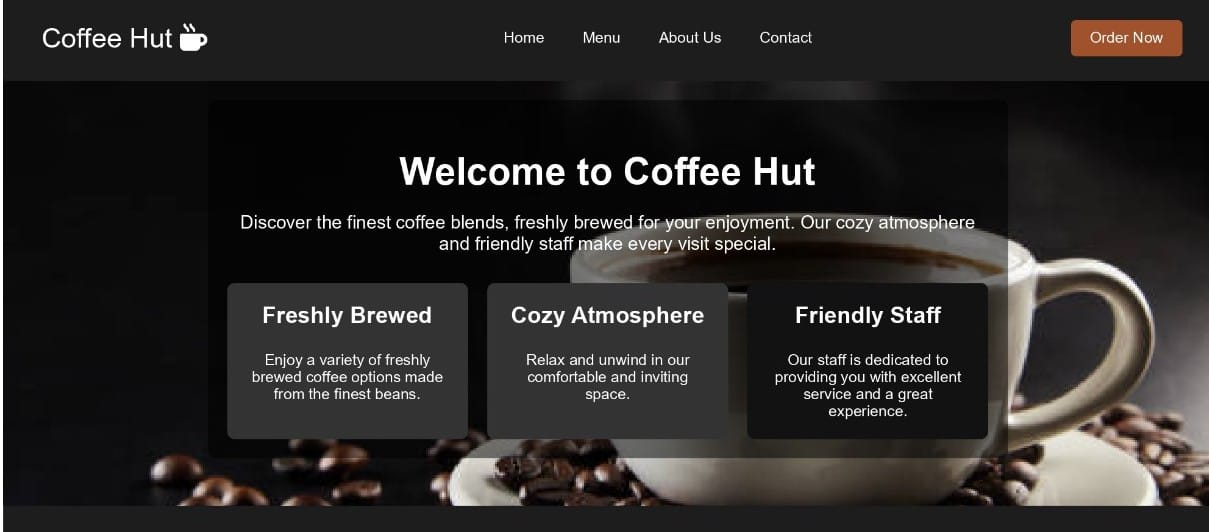 Coffee Hut
Home
Menu
About Us
Contact
Order Now
Welcome to Coffee Hut
Discover the finest coffee blends, freshly brewed for your enjoyment. Our cozy atmosphere
and friendly staff make every visit special.
Freshly Brewed
Enjoy a variety of freshly
brewed coffee options made
from the finest beans.
Cozy Atmosphere
Relax and unwind in our
comfortable and inviting
space.
Friendly Staff
Our staff is dedicated to
providing you with excellent
service and a great
experience.